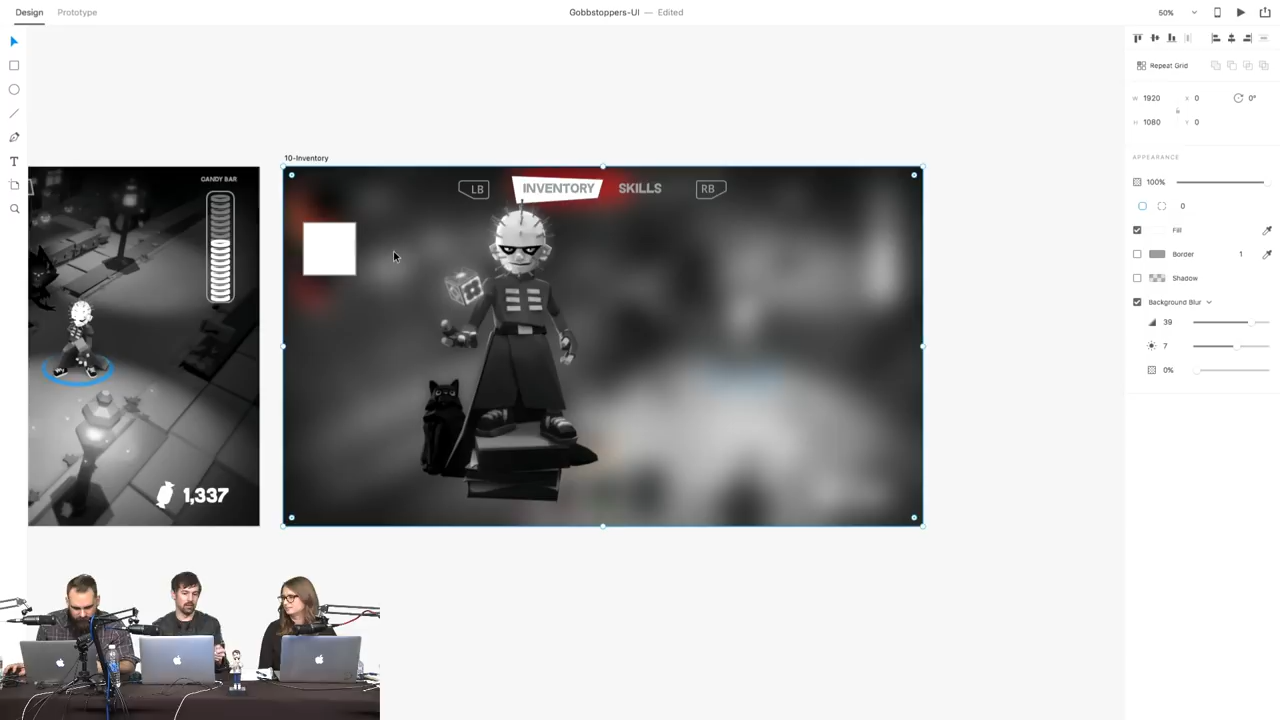 Design Prototype Gobbstoppers-UI — Edited 50%
Repeat Grid
W 1920 X 0 0°
H 1080 Y 0
APPEARANCE
100%
0
Fill
Border 1
Shadow
Background Blur
39
7
0%
10-Inventory
CANDY BAR
LB INVENTORY SKILLS RB
1,337